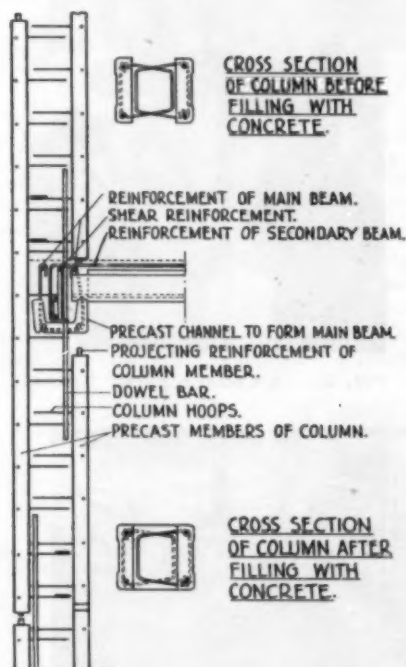 CROSS SECTION
OF COLUMN BEFORE
FILLING WITH
CONCRETE.
REINFORCEMENT OF MAIN BEAM.
SHEAR REINFORCEMENT.
REINFORCEMENT OF SECONDARY BEAM.
PRECAST CHANNEL TO FORM MAIN BEAM.
PROJECTING REINFORCEMENT OF
COLUMN MEMBER.
DOWEL BAR.
COLUMN HOOPS.
PRECAST MEMBERS OF COLUMN.
CROSS SECTION
OF COLUMN AFTER
FILLING WITH
CONCRETE.